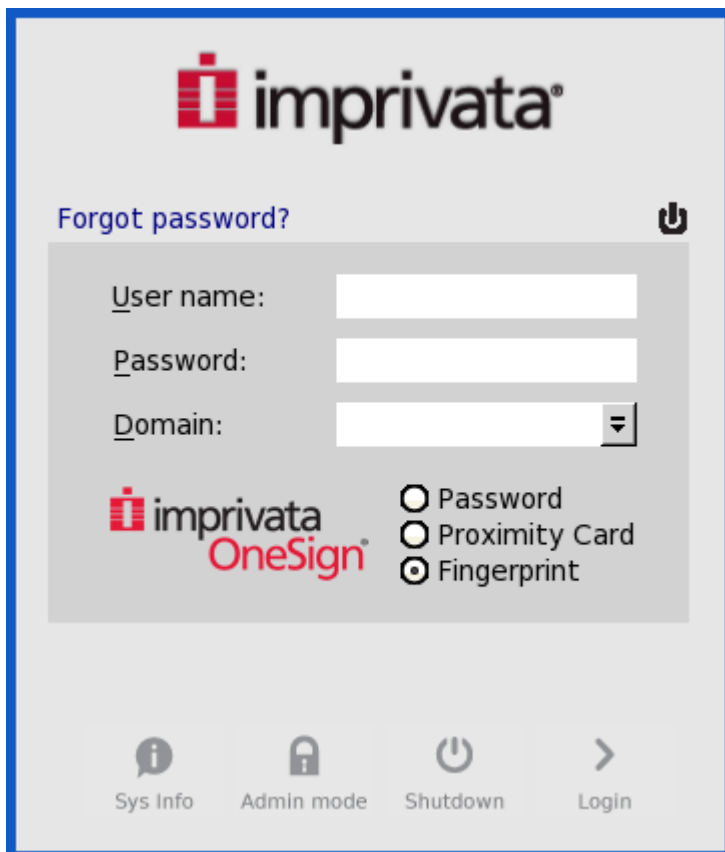 imprivata®
Forgot password?
User name:
Password:
Domain:
imprivata
OneSign®
Password
Proximity Card
Fingerprint
Sys Info
Admin mode
Shutdown
Login